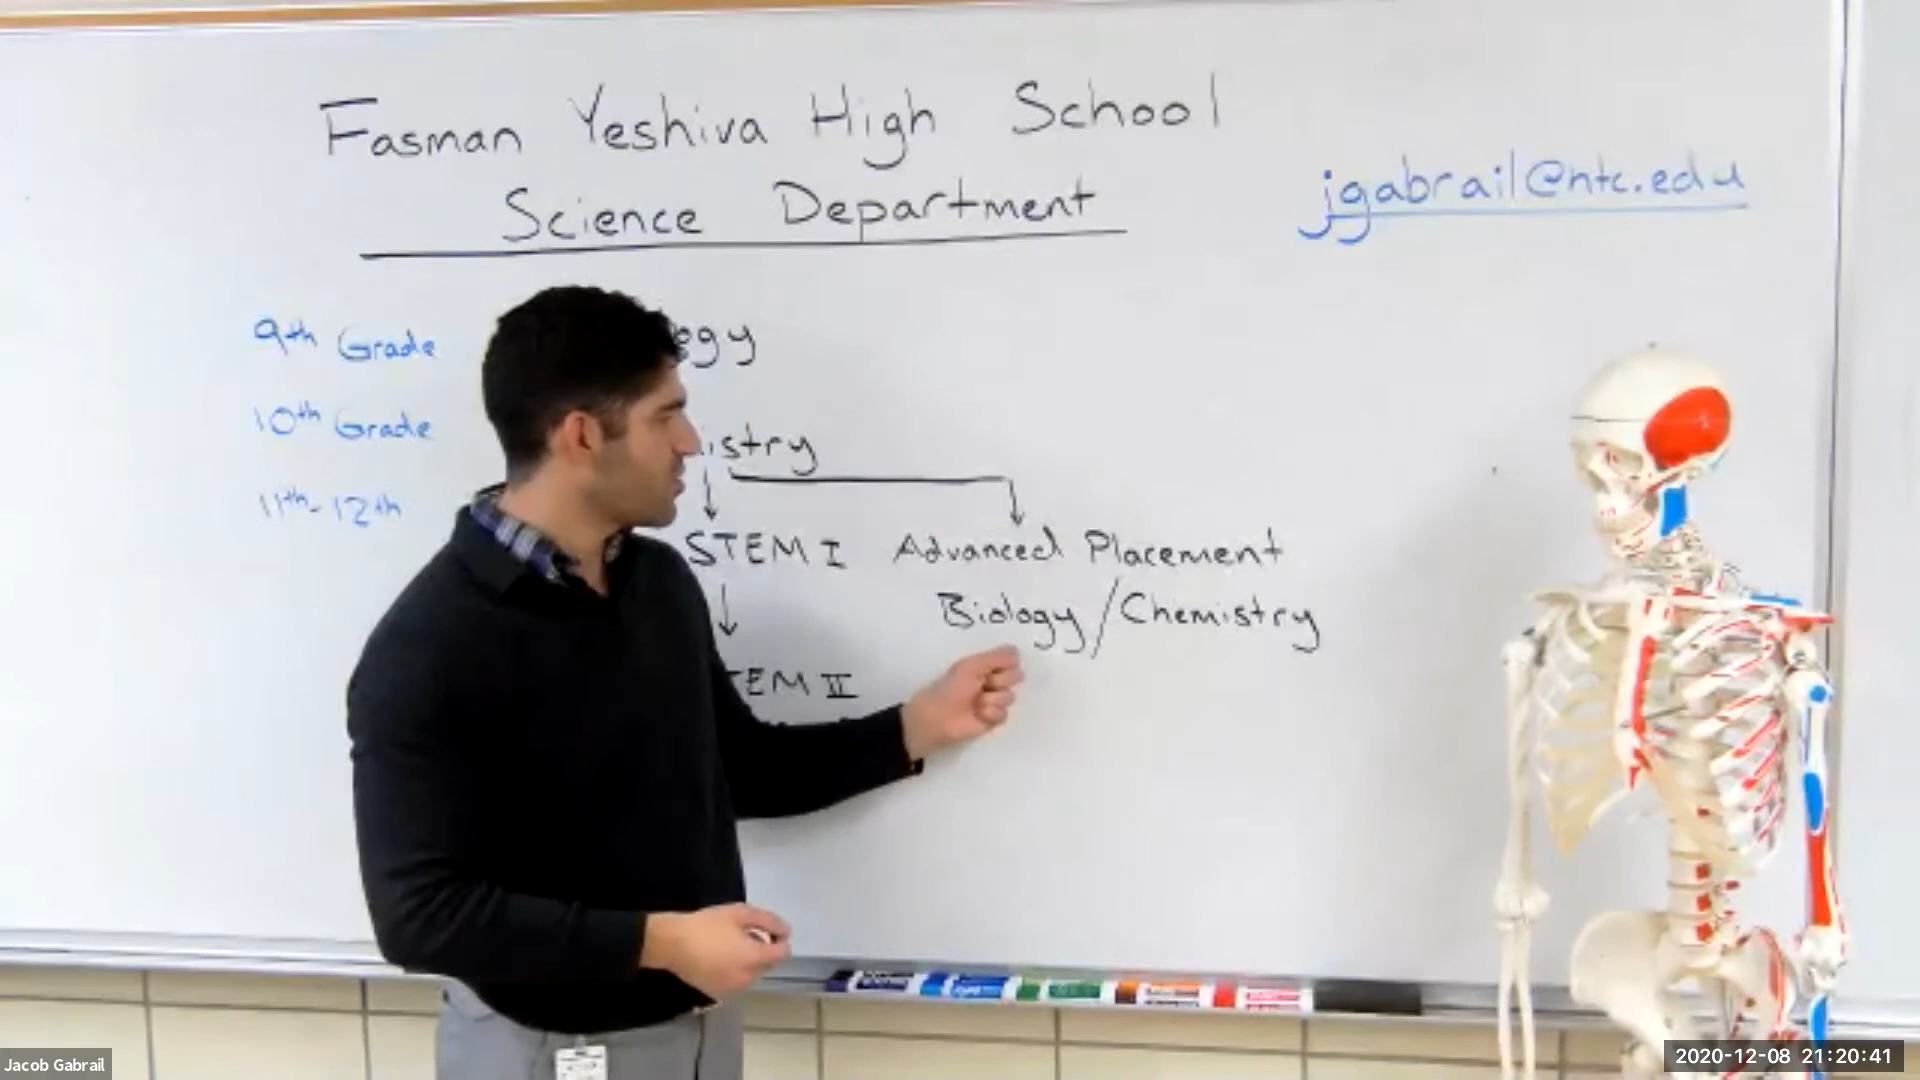 Fasman Yeshiva High School
Science Department
jgabrail@ntc.edu
9th Grade
10th Grade
11th-12th
STEM I
Advanced Placement
Biology/Chemistry
Jacob Gabrail
2020-12-08 21:20:41